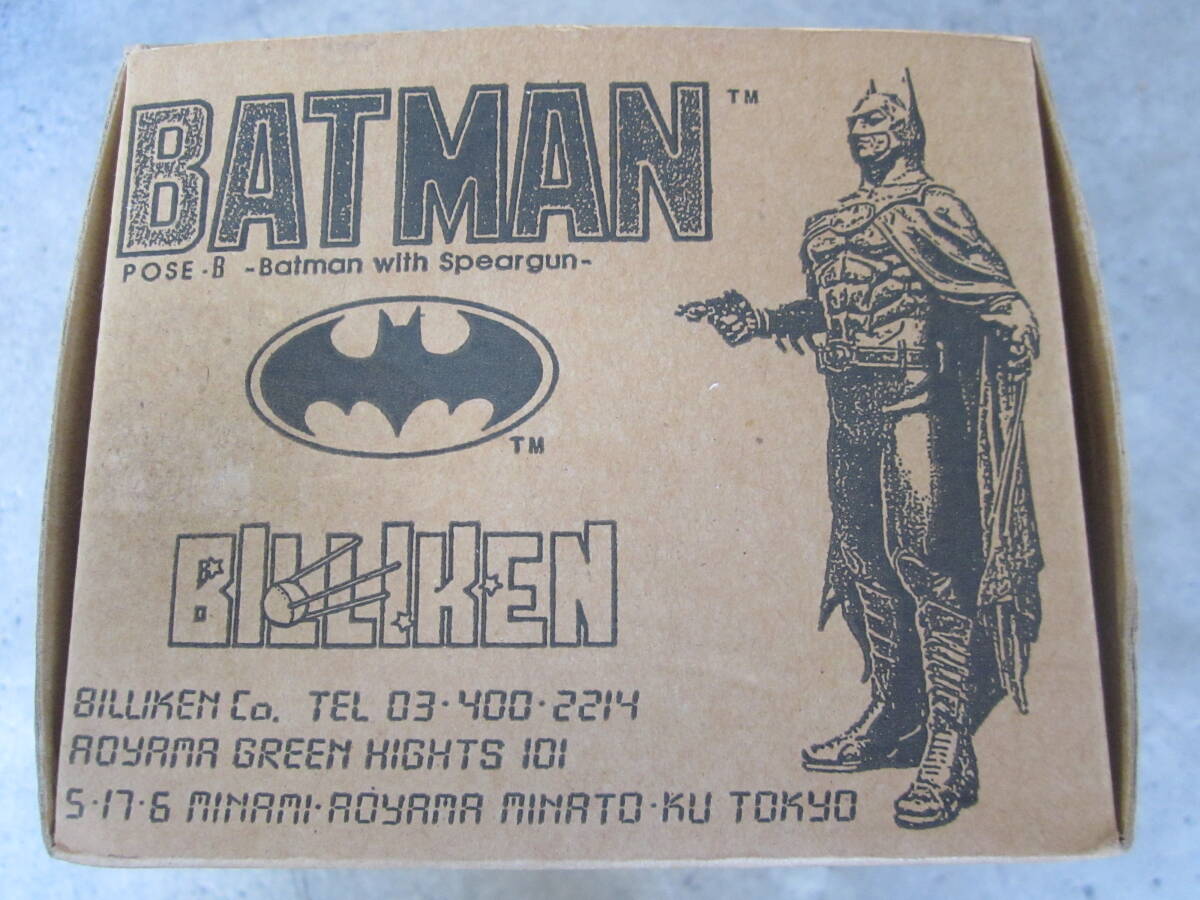 BATMAN™
POSE-B -Batman with Speargun-
TM
BILLIKEN
BILLIKEN Co. TEL 03·400·2214
AOYAMA GREEN HIGHTS 101
5·17·6 MINAMI·AOYAMA MINATO·KU TOKYO